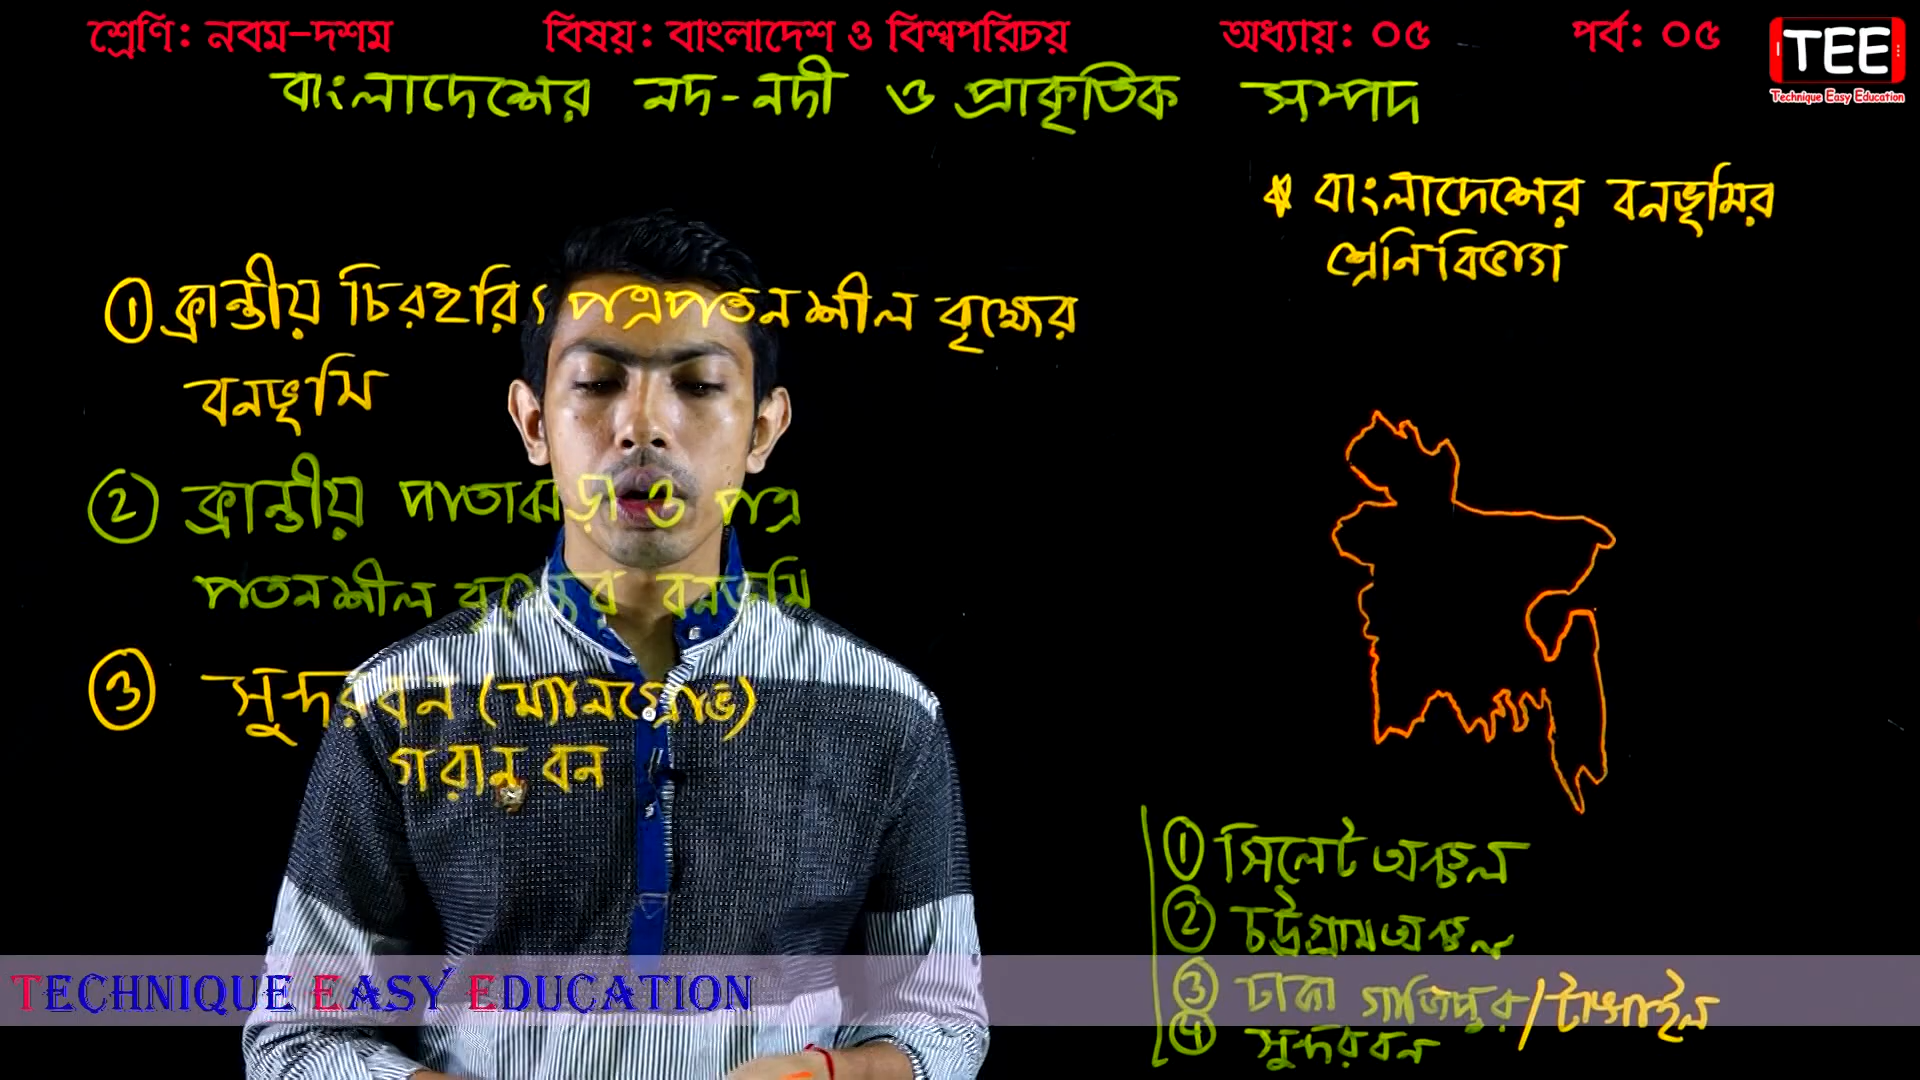 শ্রেণি: নবম-দশম বিষয়: বাংলাদেশ ও বিশ্বপরিচয় অধ্যায়: ০৫ পর্ব: ০৫
TEE
Technique Easy Education
বাংলাদেশের নদ-নদী ও প্রাকৃতিক সম্পদ
* বাংলাদেশের বনভূমির
শ্রেনিবিভাগ
① ক্রান্তীয় চিরহরিৎ পত্রপতনশীল বৃক্ষের
বনভূমি
② ক্রান্তীয় পাতাঝড়া ও পত্র
পতনশীল বৃক্ষের বনভূমি
③ সুন্দরবন (ম্যানগ্রোভ)
গরান বন
① সিলেট অঞ্চল
② চট্টগ্রাম অঞ্চল
③ ঢাকা গাজিপুর/টাঙ্গাইল
④ সুন্দরবন
TECHNIQUE EASY EDUCATION